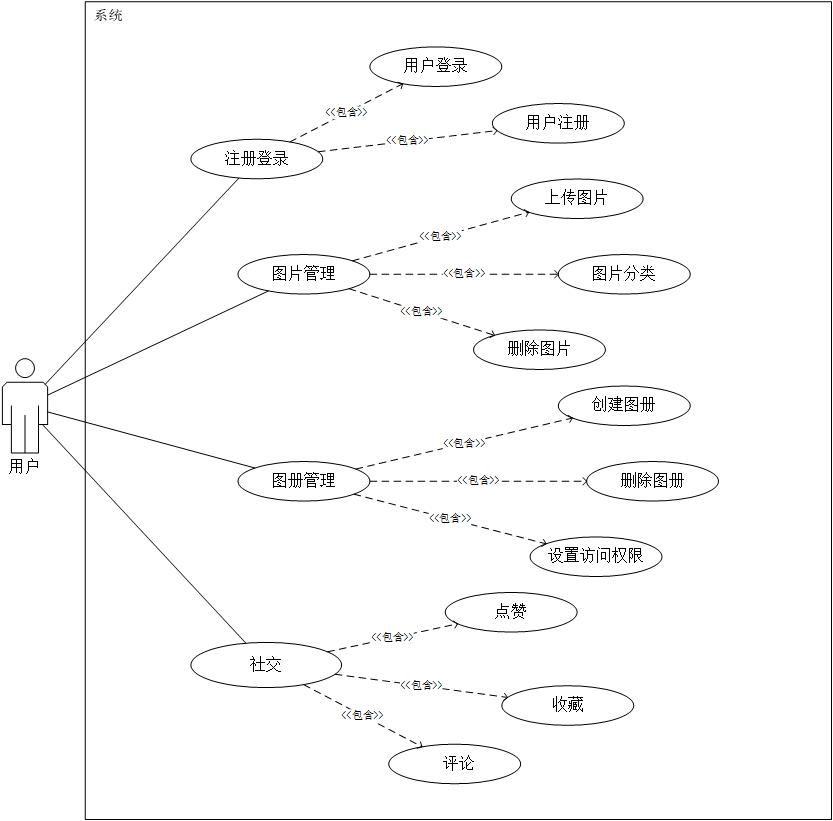 系统
用户登录
<<包含>>
用户注册
<<包含>>
注册登录
上传图片
<<包含>>
图片管理
<<包含>>
图片分类
<<包含>>
删除图片
用户
创建图册
<<包含>>
图册管理
<<包含>>
删除图册
<<包含>>
设置访问权限
点赞
<<包含>>
社交
<<包含>>
收藏
<<包含>>
评论